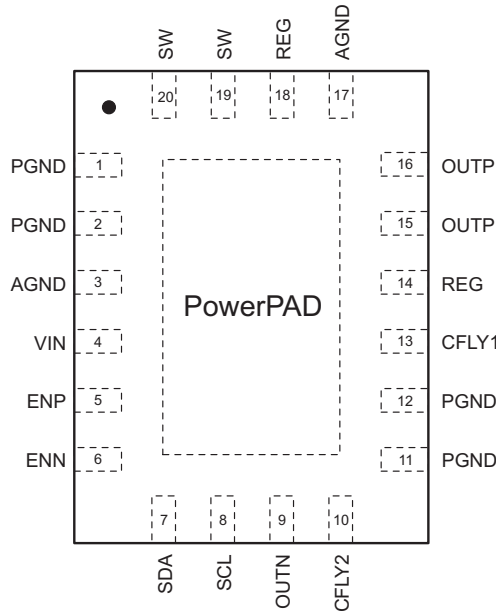 SW SW REG AGND
20 19 18 17
PGND 1 16 OUTP
PGND 2 15 OUTP
AGND 3 14 REG
PowerPAD
VIN 4 13 CFLY1
ENP 5 12 PGND
ENN 6 11 PGND
7 8 9 10
SDA SCL OUTN CFLY2